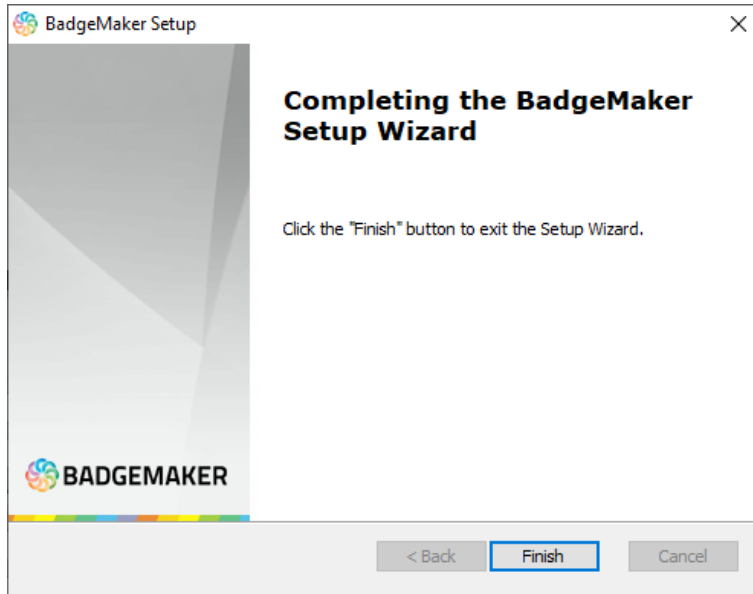 BadgeMaker Setup
Completing the BadgeMaker
Setup Wizard
Click the "Finish" button to exit the Setup Wizard.
BADGEMAKER
< Back
Finish
Cancel